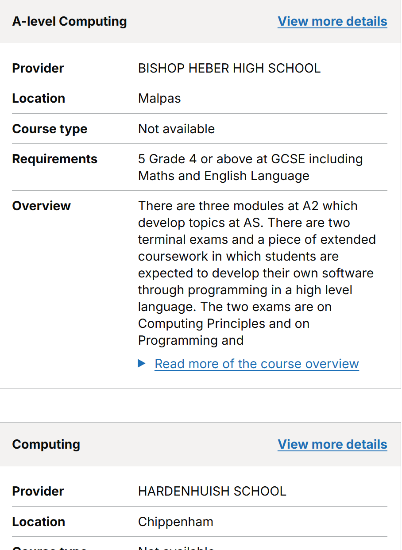 A-level Computing View more details
Provider BISHOP HEBER HIGH SCHOOL
Location Malpas
Course type Not available
Requirements 5 Grade 4 or above at GCSE including
Maths and English Language
Overview There are three modules at A2 which
develop topics at AS. There are two
terminal exams and a piece of extended
coursework in which students are
expected to develop their own software
through programming in a high level
language. The two exams are on
Computing Principles and on
Programming and
Read more of the course overview
Computing View more details
Provider HARDENHUISH SCHOOL
Location Chippenham
Course type Not available